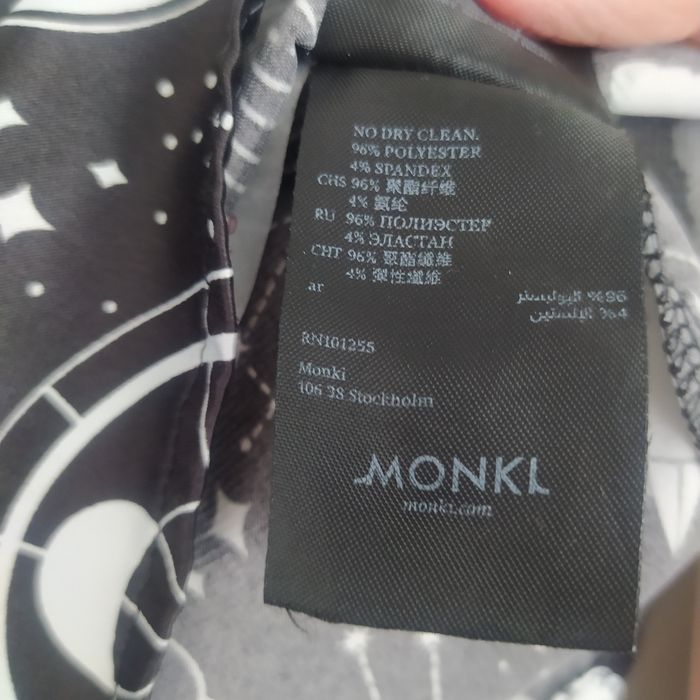 NO DRY CLEAN.
96% POLYESTER
4% SPANDEX
CHS 96% 聚酯纤维
4% 氨纶
RU 96% ПОЛИЭСТЕР
4% ЭЛАСТАН
CHT 96% 聚酯纖維
4% 彈性纖維
ar
96% البوليستر
4% الإلستين
RN101255
Monki
106 38 Stockholm
MONKI
monki.com